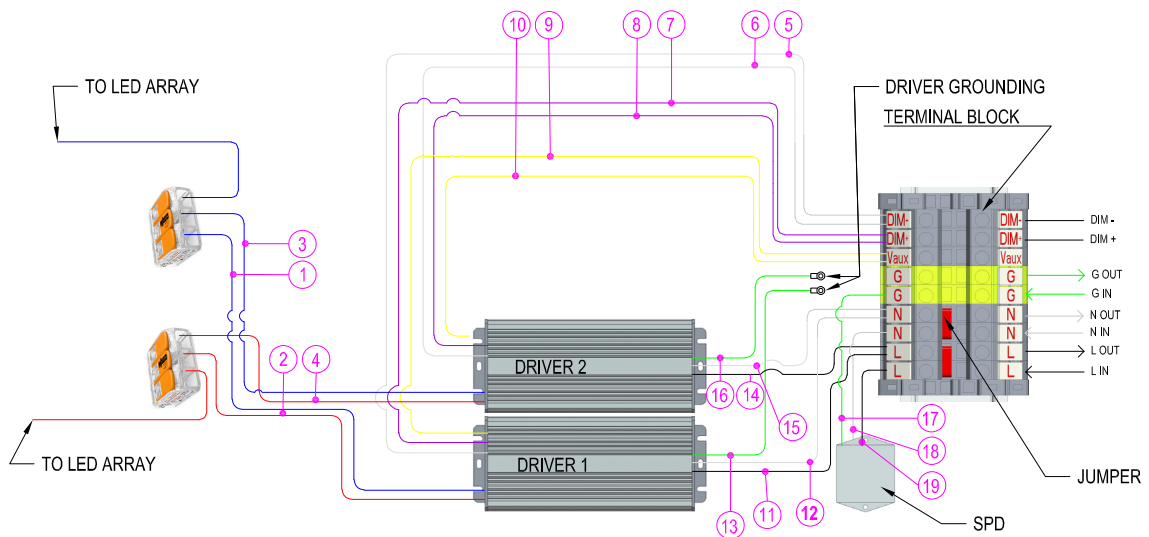 10
9
8
7
6
5
TO LED ARRAY
DRIVER GROUNDING
TERMINAL BLOCK
DIM-
DIM-
DIM -
DIM+
DIM+
DIM +
3
Vaux
Vaux
1
G
G
G OUT
G
G
G IN
N
N
N OUT
N
N
N IN
L
L
L OUT
L
L
L IN
2
4
DRIVER 2
16
14
15
17
18
19
TO LED ARRAY
DRIVER 1
13
11
12
JUMPER
SPD